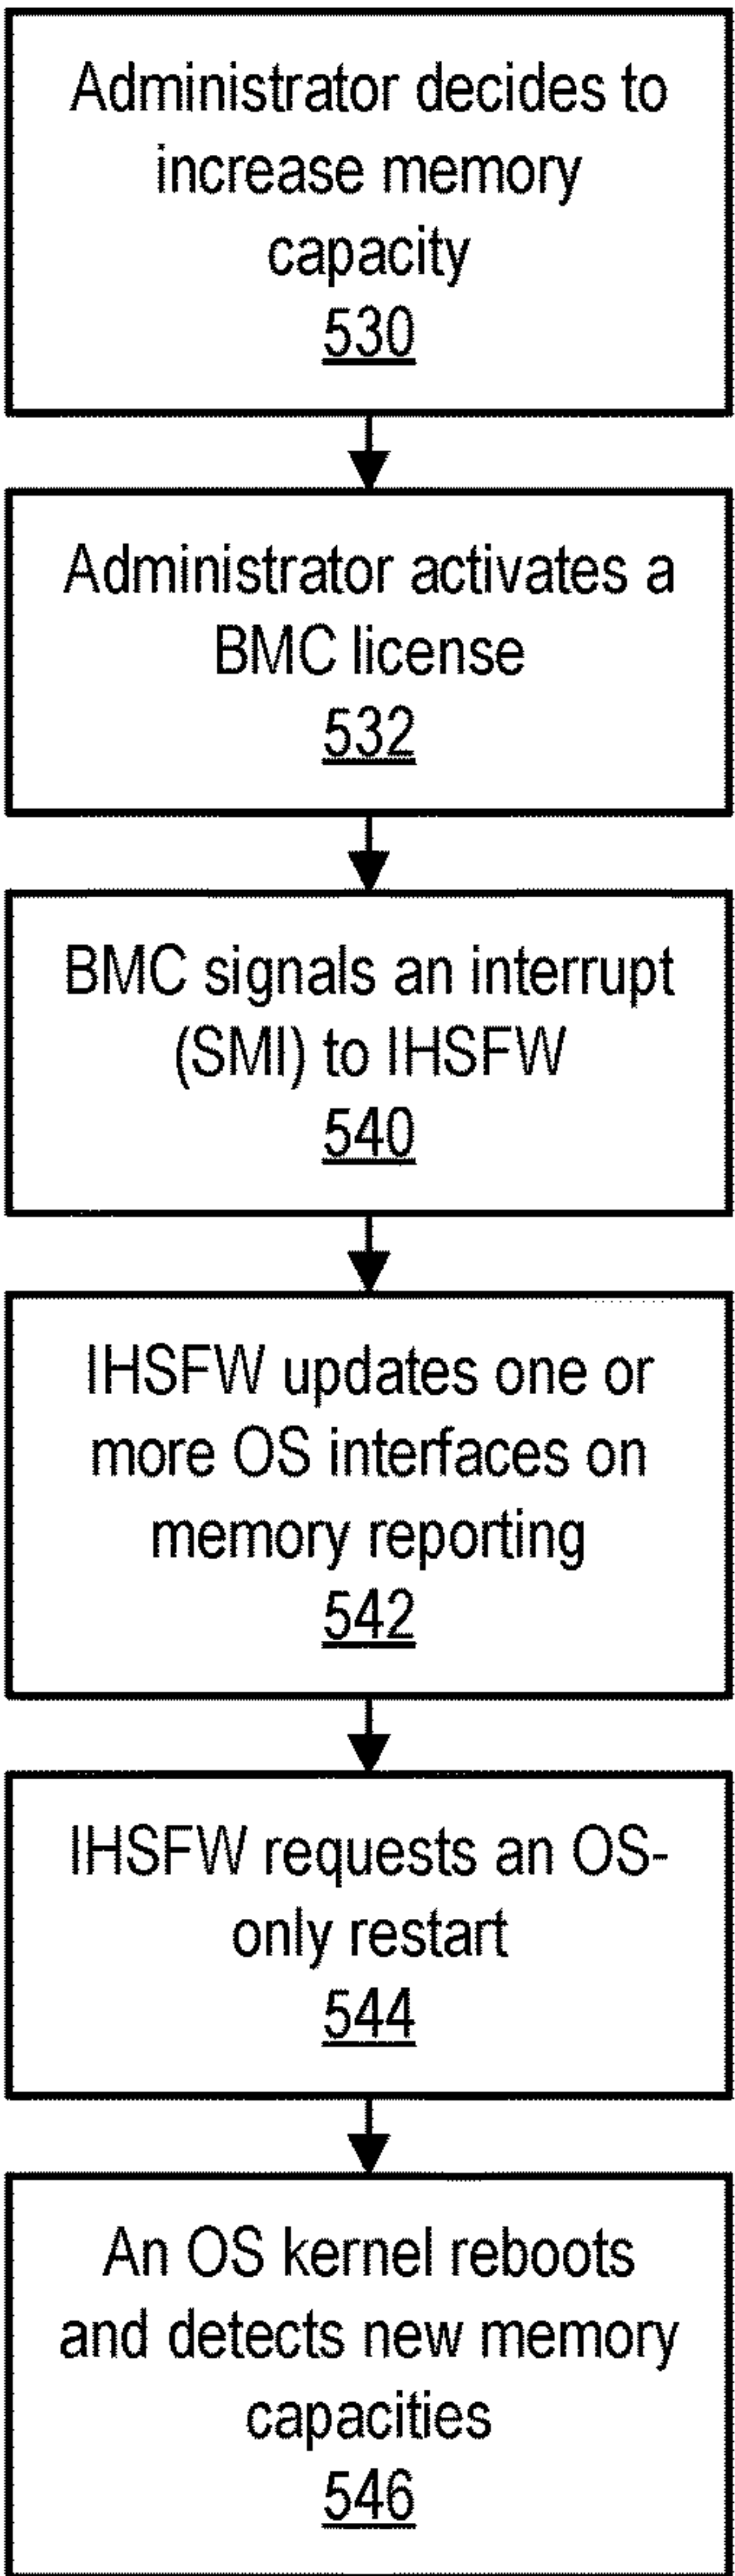 Administrator decides to
increase memory
capacity
530
Administrator activates a
BMC license
532
BMC signals an interrupt
(SMI) to IHSFW
540
IHSFW updates one or
more OS interfaces on
memory reporting
542
IHSFW requests an OS-
only restart
544
An OS kernel reboots
and detects new memory
capacities
546